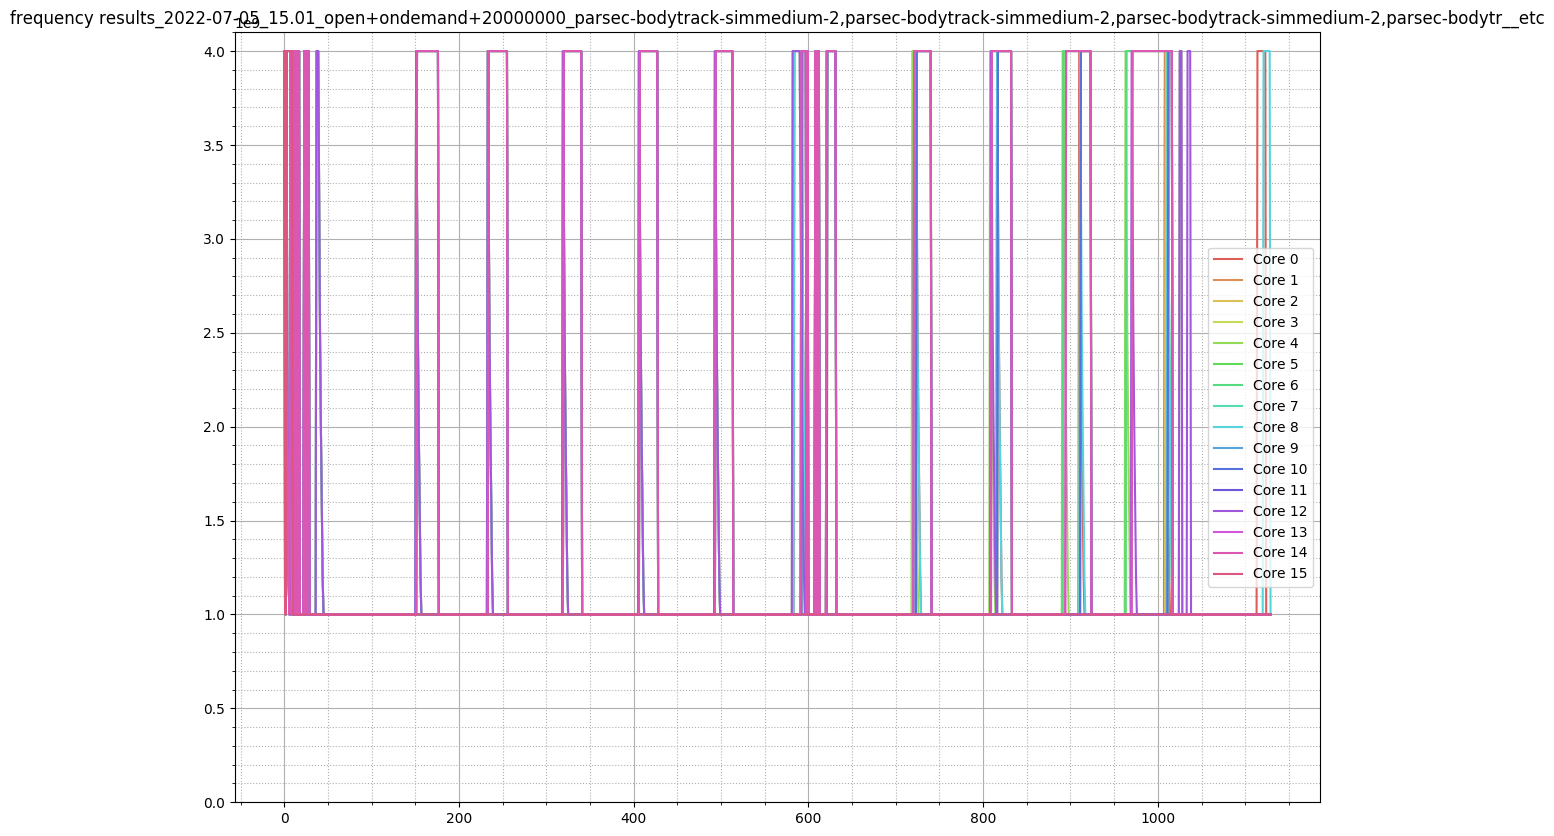 frequency results_2022-07-05_15.01_open+ondemand+20000000_parsec-bodytrack-simmedium-2,parsec-bodytrack-simmedium-2,parsec-bodytrack-simmedium-2,parsec-bodytr__etc
1e9
4.0
3.5
3.0
2.5
2.0
1.5
1.0
0.5
0.0
0 200 400 600 800 1000
Core 0
Core 1
Core 2
Core 3
Core 4
Core 5
Core 6
Core 7
Core 8
Core 9
Core 10
Core 11
Core 12
Core 13
Core 14
Core 15